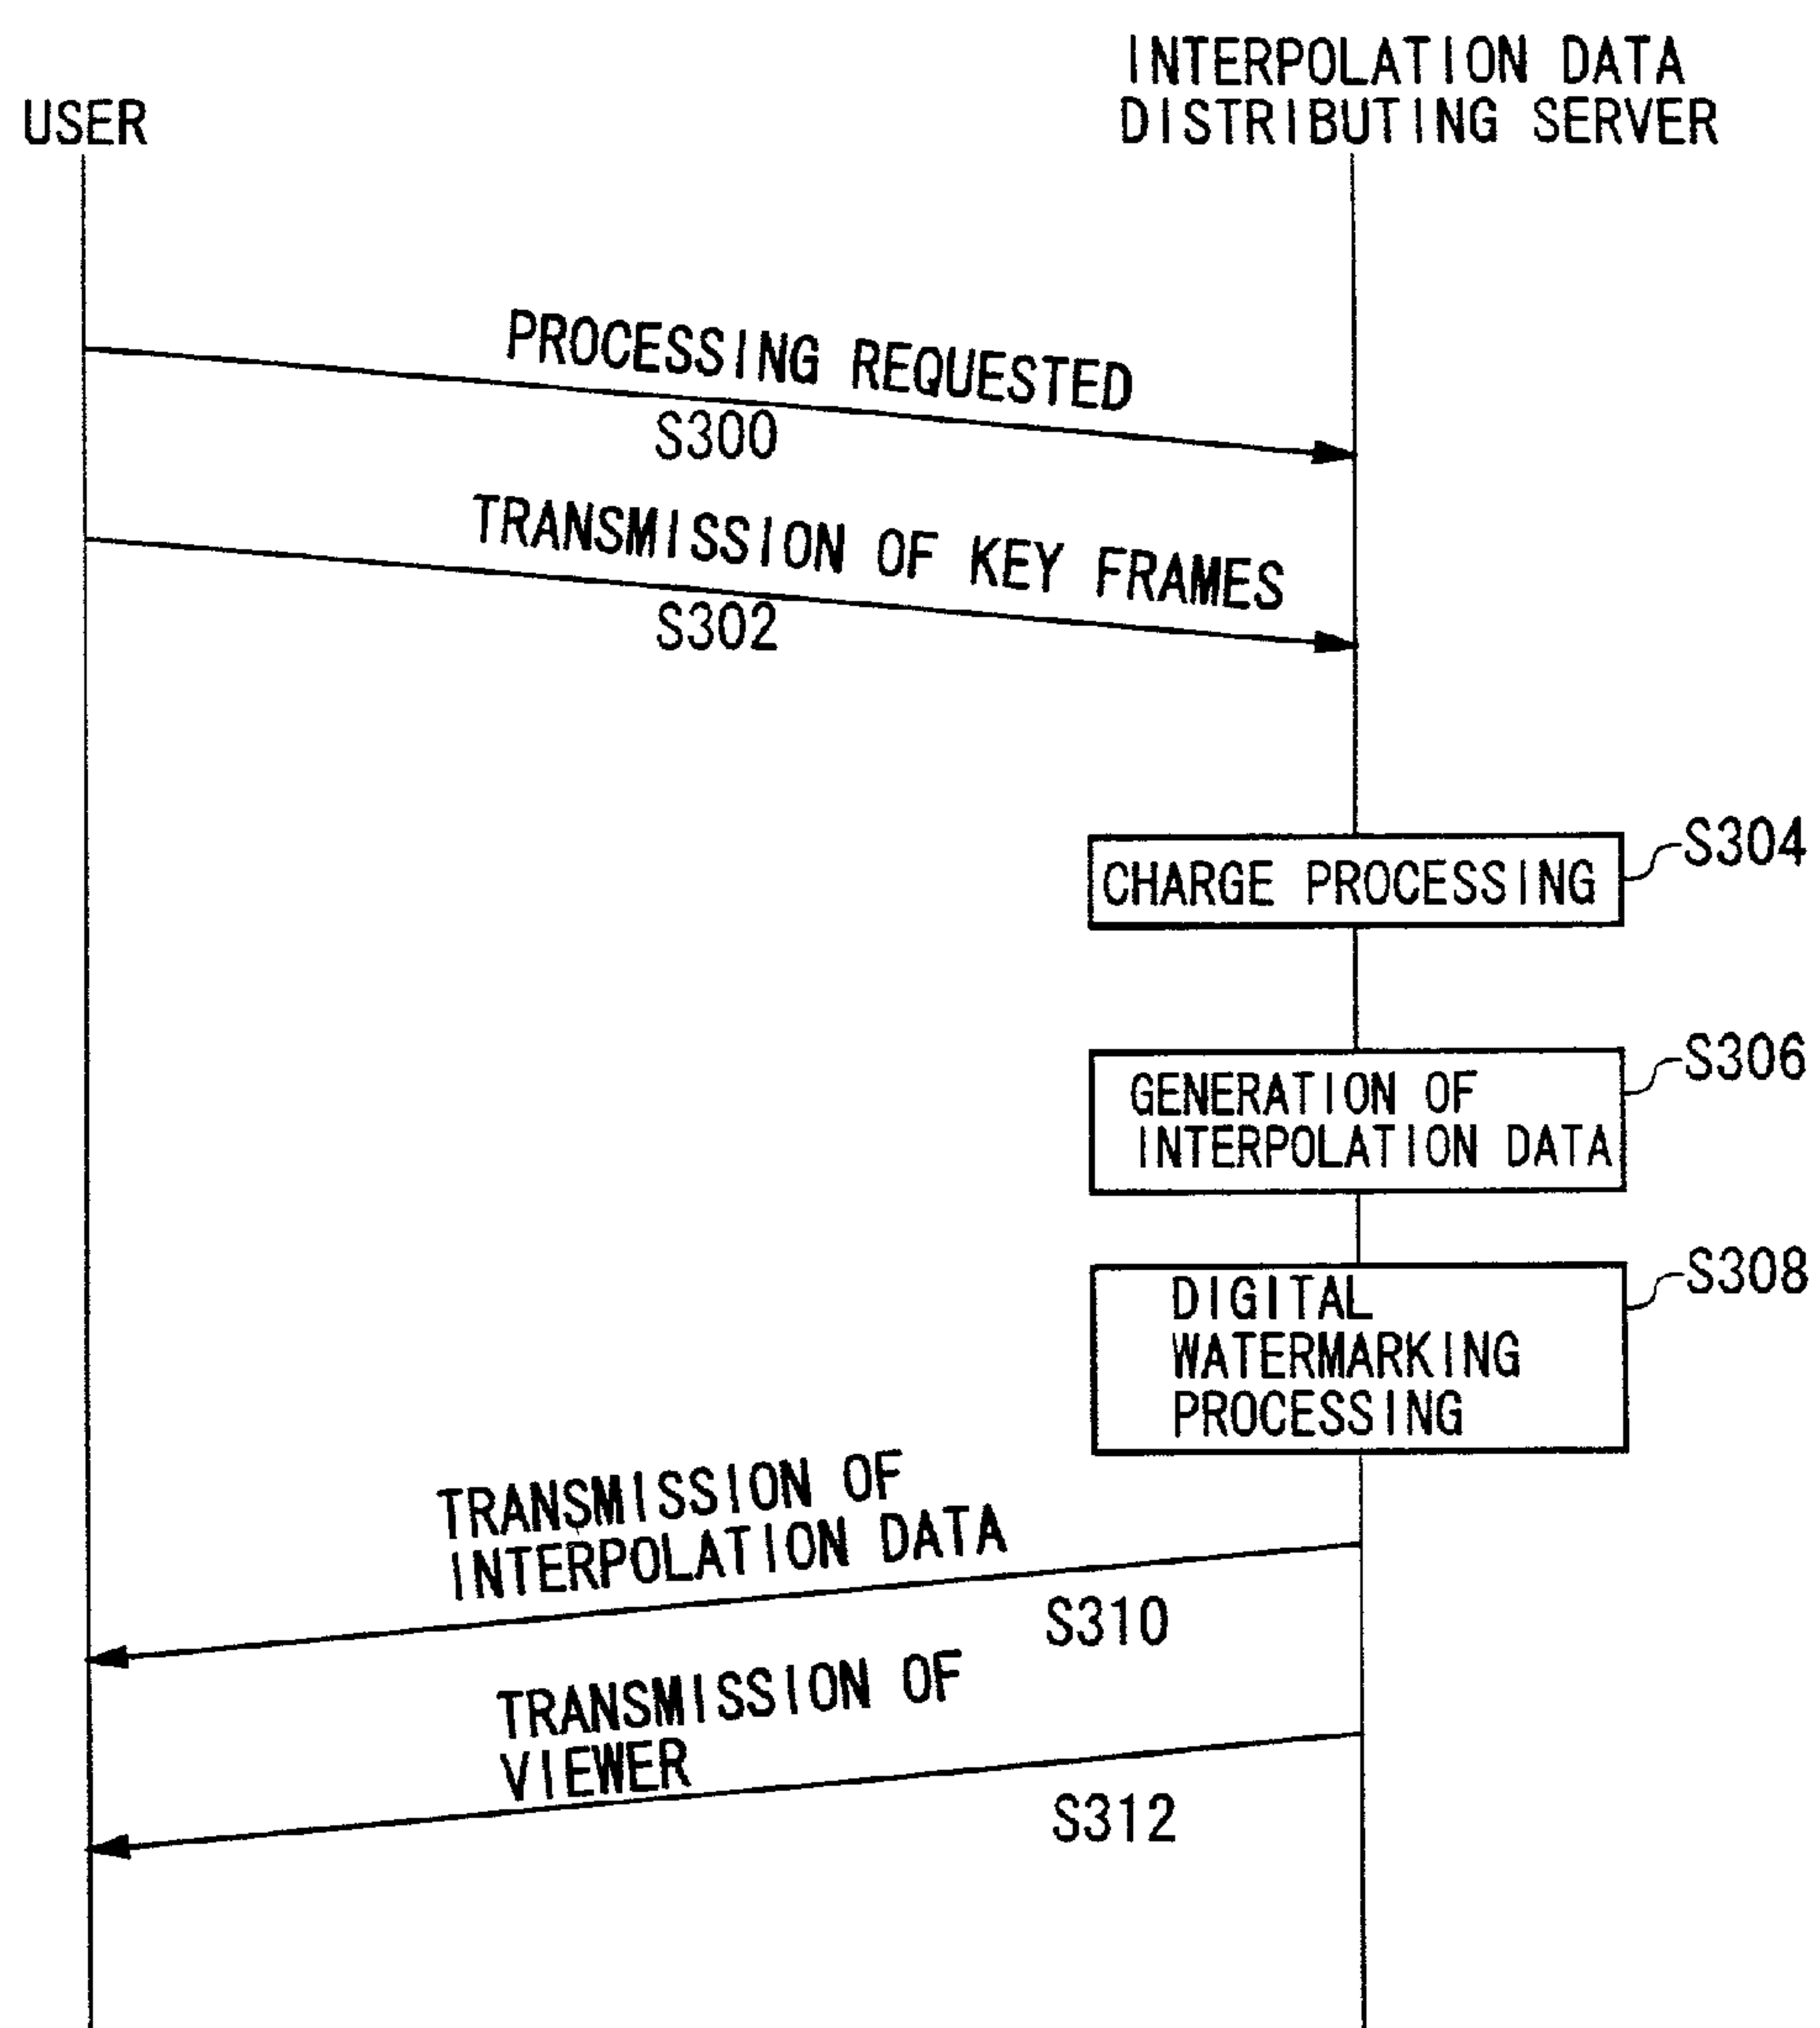 USER
INTERPOLATION DATA
DISTRIBUTING SERVER
PROCESSING REQUESTED
S300
TRANSMISSION OF KEY FRAMES
S302
CHARGE PROCESSING
S304
GENERATION OF
INTERPOLATION DATA
S306
DIGITAL
WATERMARKING
PROCESSING
S308
TRANSMISSION OF
INTERPOLATION DATA
S310
TRANSMISSION OF
VIEWER
S312